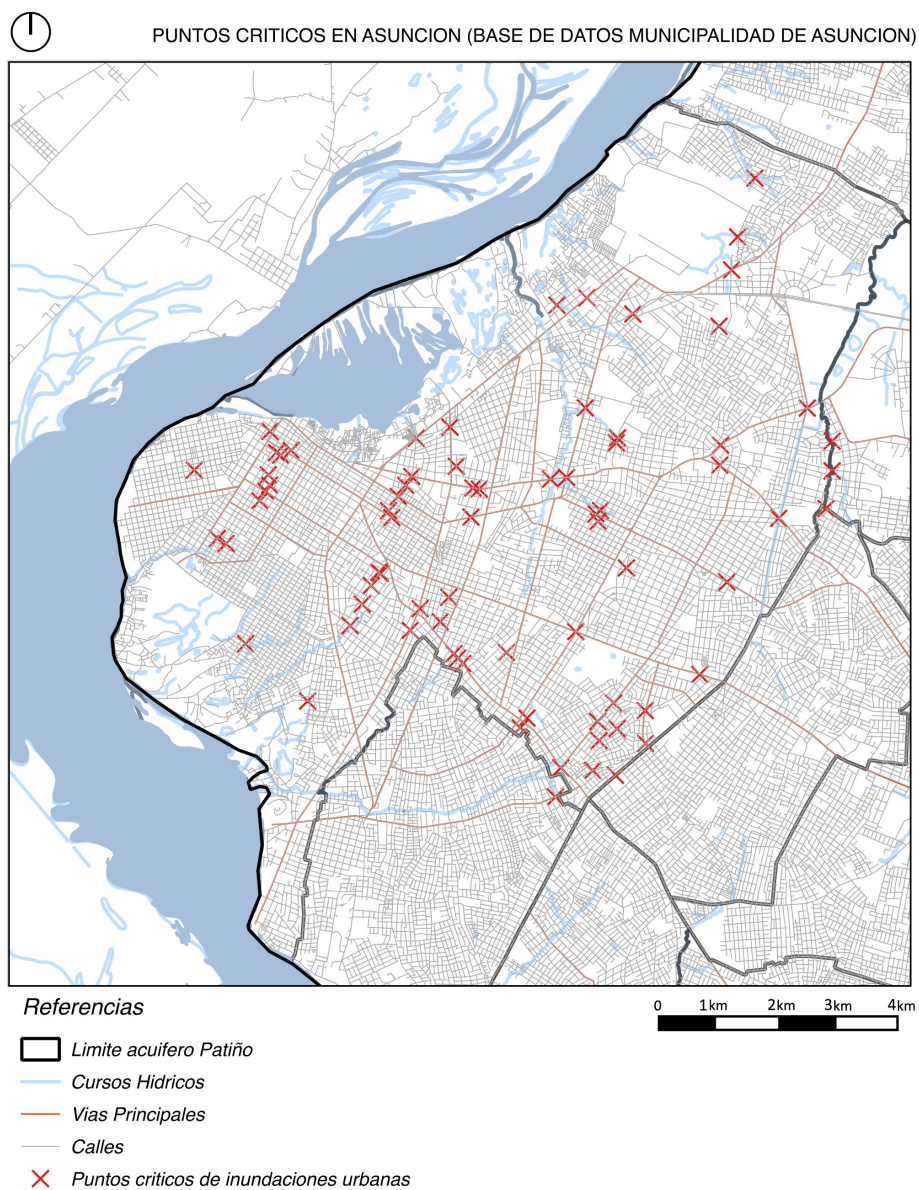 PUNTOS CRITICOS EN ASUNCION (BASE DE DATOS MUNICIPALIDAD DE ASUNCION)
Referencias
0 1km 2km 3km 4km
Limite acuifero Patiño
Cursos Hidricos
Vias Principales
Calles
Puntos criticos de inundaciones urbanas